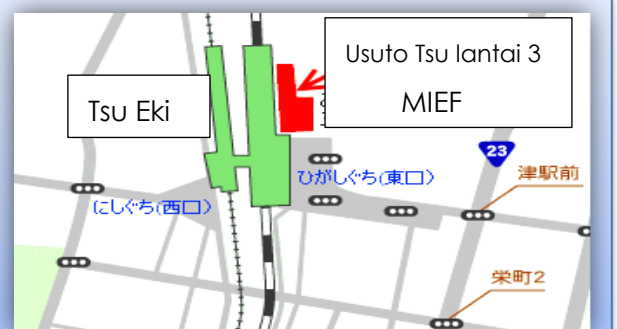 Usuto Tsu lantai 3
MIEF
Tsu Eki
23
津駅前
ひがしぐち(東口)
にしぐち(西口)
栄町2